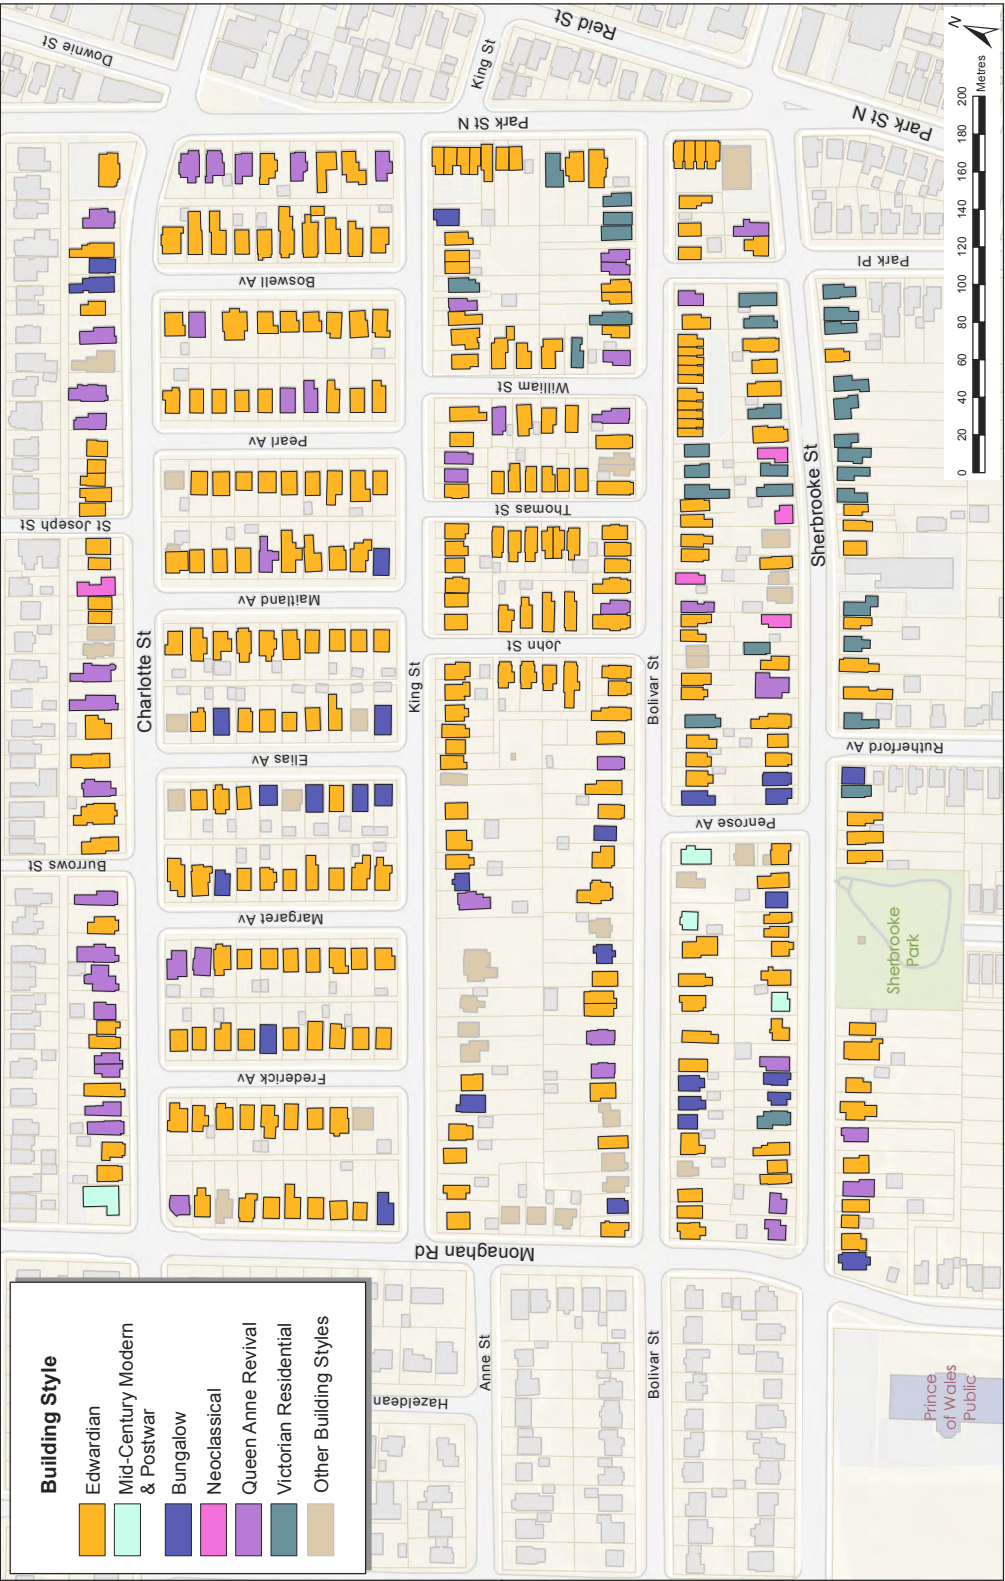 Downie St
Reid St
King St
Park St N
Park St N
N
Metres
0 20 40 60 80 100 120 140 160 180 200
Boswell Av
Park Pl
William St
Pearl Av
Thomas St
St Joseph St
Sherbrooke St
Maitland Av
John St
Charlotte St
King St
Bolivar St
Elias Av
Rutherford Av
Penrose Av
Burrows St
Margaret Av
Sherbrooke
Park
Frederick Av
Monaghan Rd
Anne St
Bolivar St
Hazeldean
Prince
of Wales
Public
Building Style
Edwardian
Mid-Century Modern
& Postwar
Bungalow
Neoclassical
Queen Anne Revival
Victorian Residential
Other Building Styles